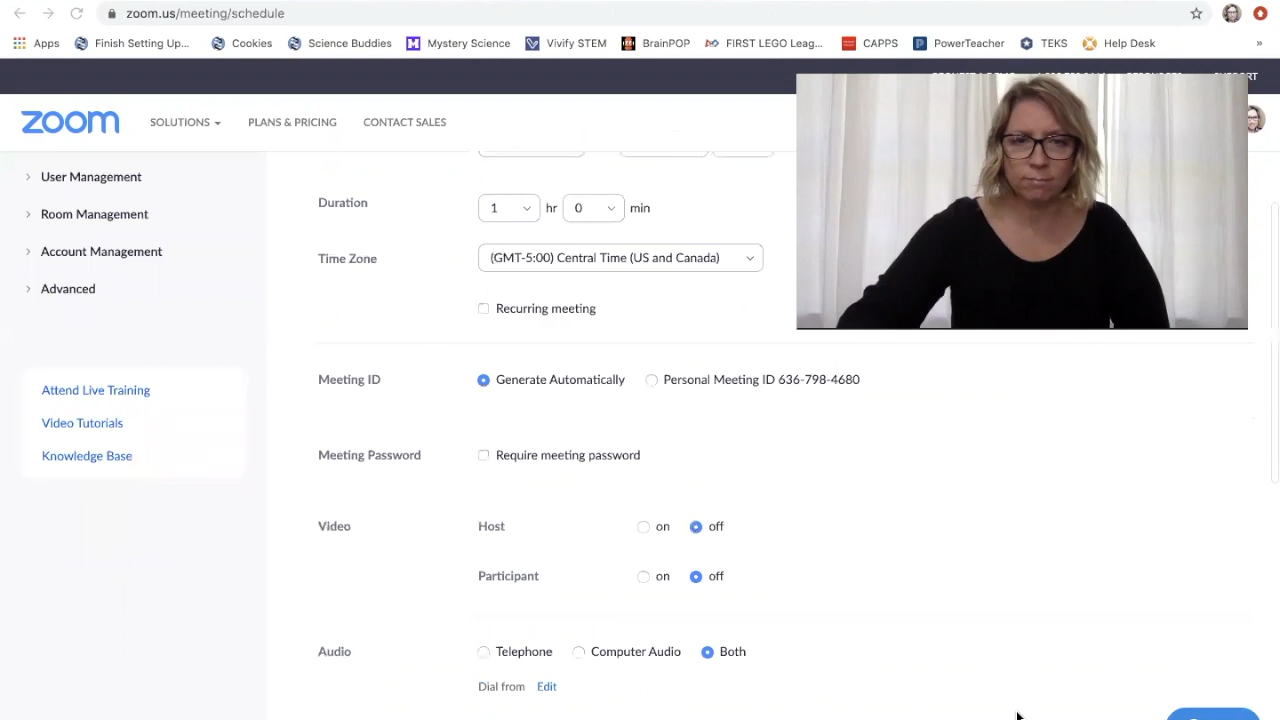 zoom.us/meeting/schedule
Apps Finish Setting Up... Cookies Science Buddies Mystery Science Vivify STEM BrainPOP FIRST LEGO Leag... CAPPS PowerTeacher TEKS Help Desk »
zoom SOLUTIONS PLANS & PRICING CONTACT SALES
User Management
Room Management
Account Management
Advanced
Attend Live Training
Video Tutorials
Knowledge Base
Duration 1 hr 0 min
Time Zone (GMT-5:00) Central Time (US and Canada)
Recurring meeting
Meeting ID Generate Automatically Personal Meeting ID 636-798-4680
Meeting Password Require meeting password
Video Host on off
Participant on off
Audio Telephone Computer Audio Both
Dial from Edit